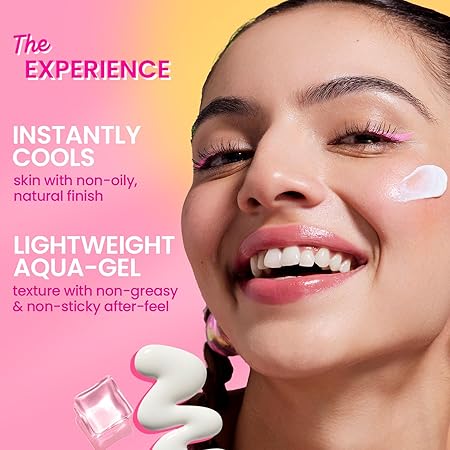 The
EXPERIENCE
INSTANTLY
COOLS
skin with non-oily,
natural finish
LIGHTWEIGHT
AQUA-GEL
texture with non-greasy
& non-sticky after-feel